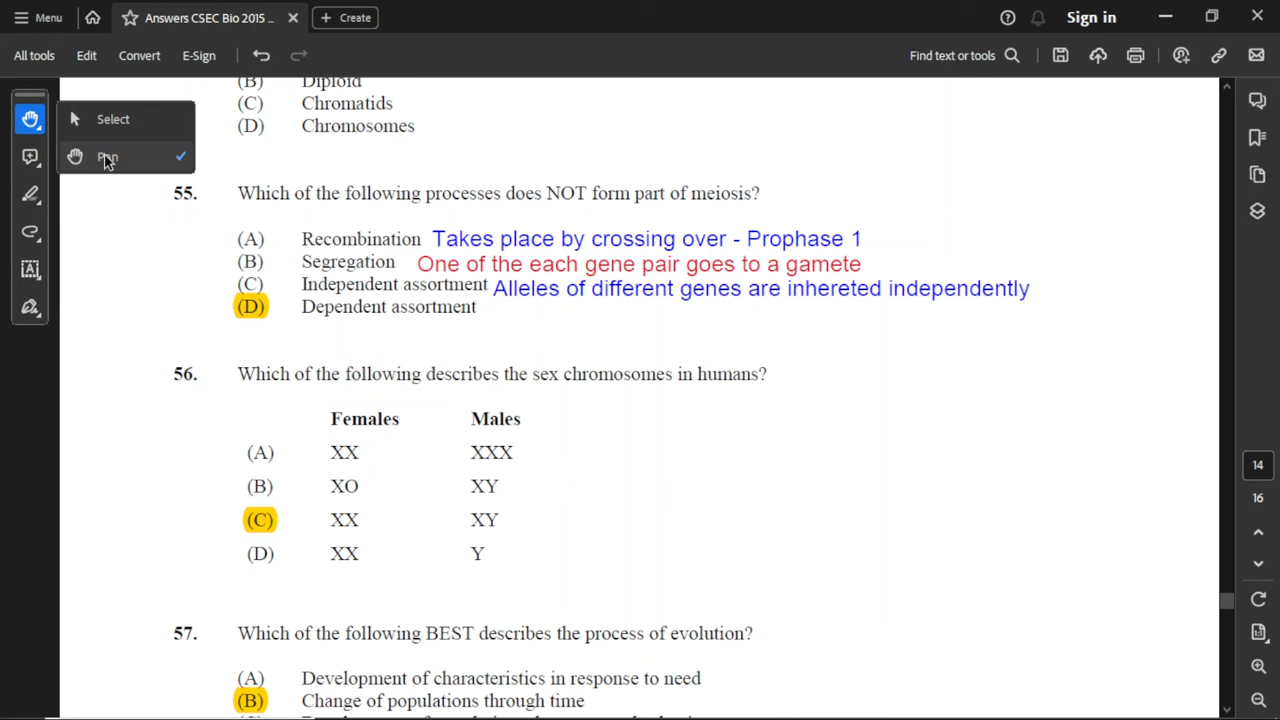 Menu
Answers CSEC Bio 2015 ...
Create
Sign in
All tools
Edit
Convert
E-Sign
Find text or tools
(B) Diploid
(C) Chromatids
(D) Chromosomes
Select
Pan
55. Which of the following processes does NOT form part of meiosis?
(A) Recombination Takes place by crossing over - Prophase 1
(B) Segregation One of the each gene pair goes to a gamete
(C) Independent assortment Alleles of different genes are inhereted independently
(D) Dependent assortment
56. Which of the following describes the sex chromosomes in humans?
Females Males
(A) XX XXX
(B) XO XY
(C) XX XY
(D) XX Y
14
16
57. Which of the following BEST describes the process of evolution?
(A) Development of characteristics in response to need
(B) Change of populations through time